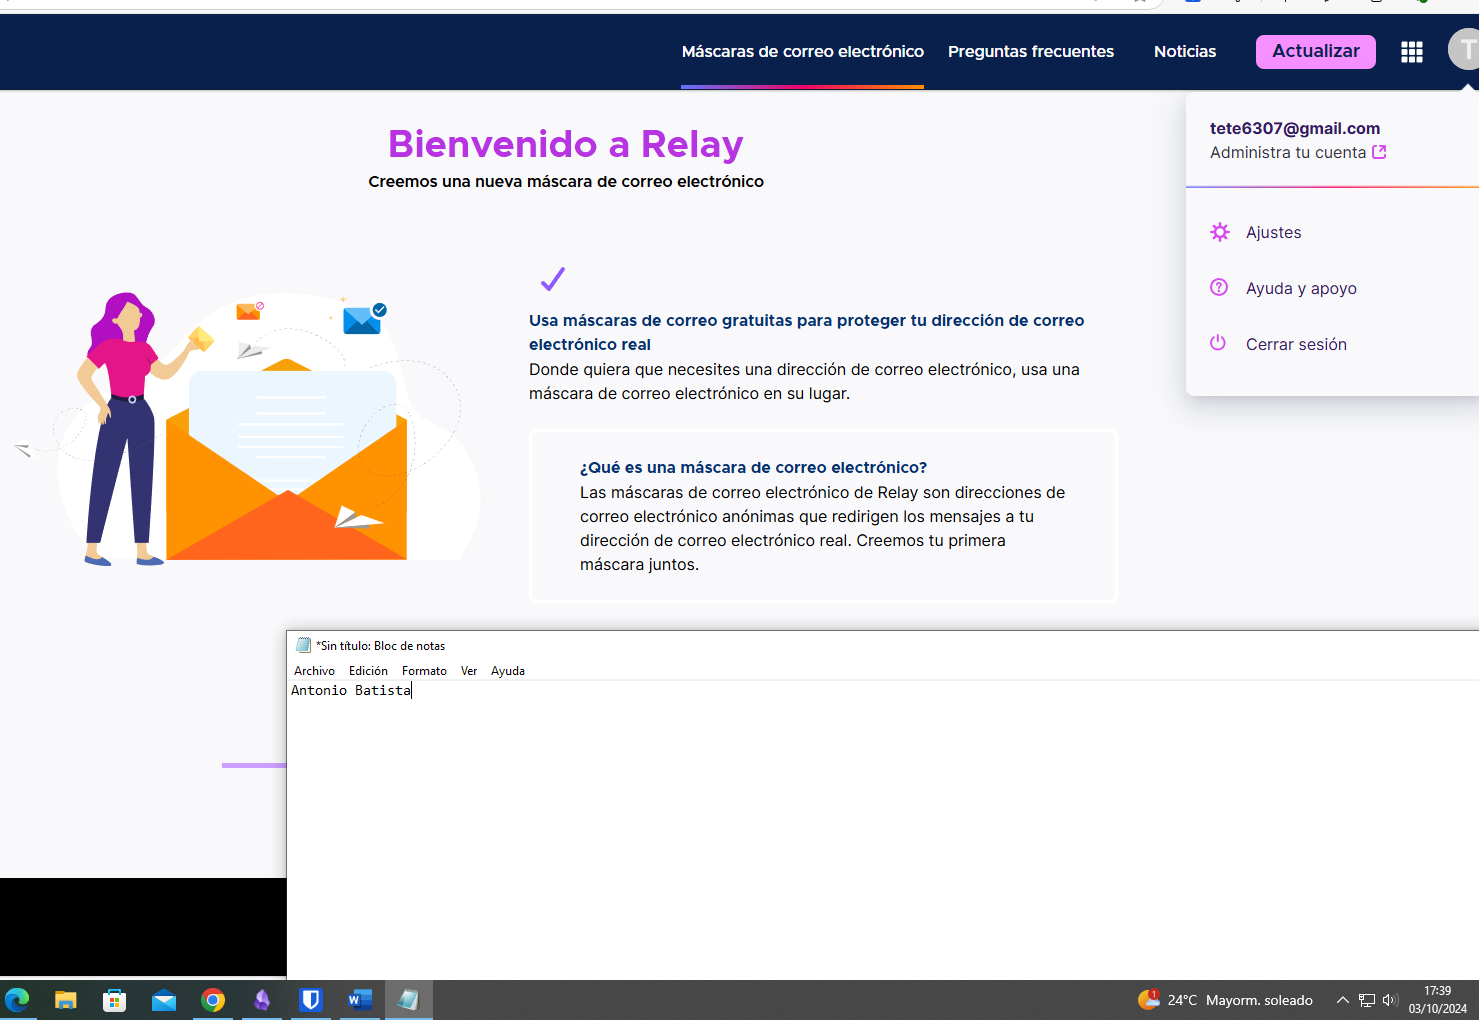 Máscaras de correo electrónico
Preguntas frecuentes
Noticias
Actualizar
T
tete6307@gmail.com
Administra tu cuenta
Ajustes
Ayuda y apoyo
Cerrar sesión
Bienvenido a Relay
Creemos una nueva máscara de correo electrónico
Usa máscaras de correo gratuitas para proteger tu dirección de correo
electrónico real
Donde quiera que necesites una dirección de correo electrónico, usa una
máscara de correo electrónico en su lugar.
¿Qué es una máscara de correo electrónico?
Las máscaras de correo electrónico de Relay son direcciones de
correo electrónico anónimas que redirigen los mensajes a tu
dirección de correo electrónico real. Creemos tu primera
máscara juntos.
*Sin título: Bloc de notas
Archivo Edición Formato Ver Ayuda
Antonio Batista
W
1
24°C Mayorm. soleado
17:39
03/10/2024